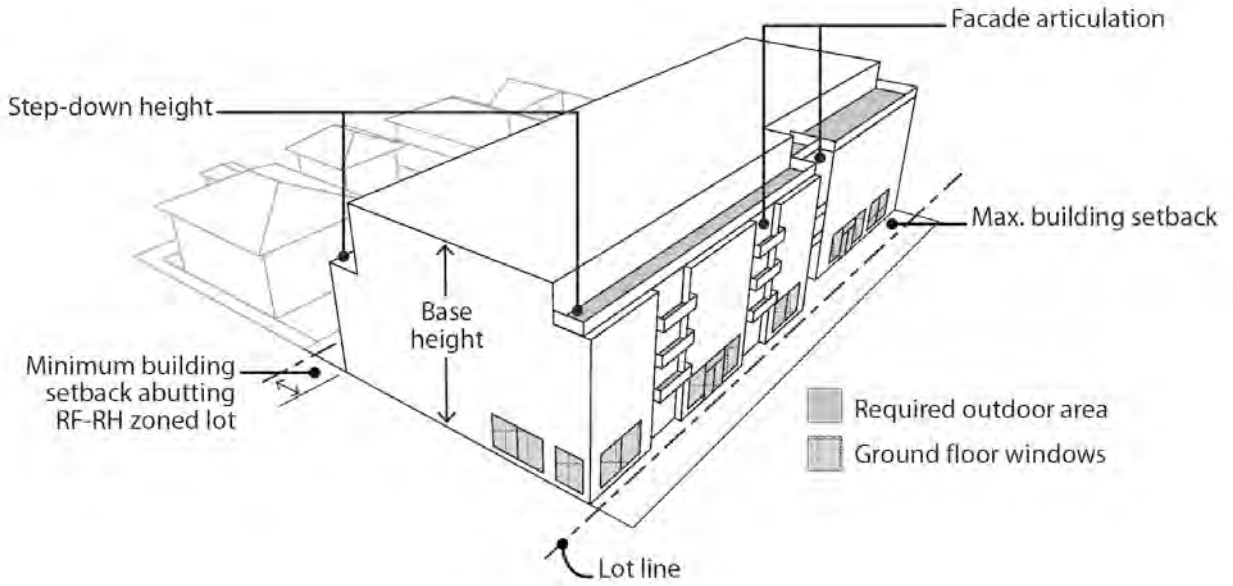 Facade articulation
Step-down height
Max. building setback
Base
height
Minimum building
setback abutting
RF-RH zoned lot
Required outdoor area
Ground floor windows
Lot line